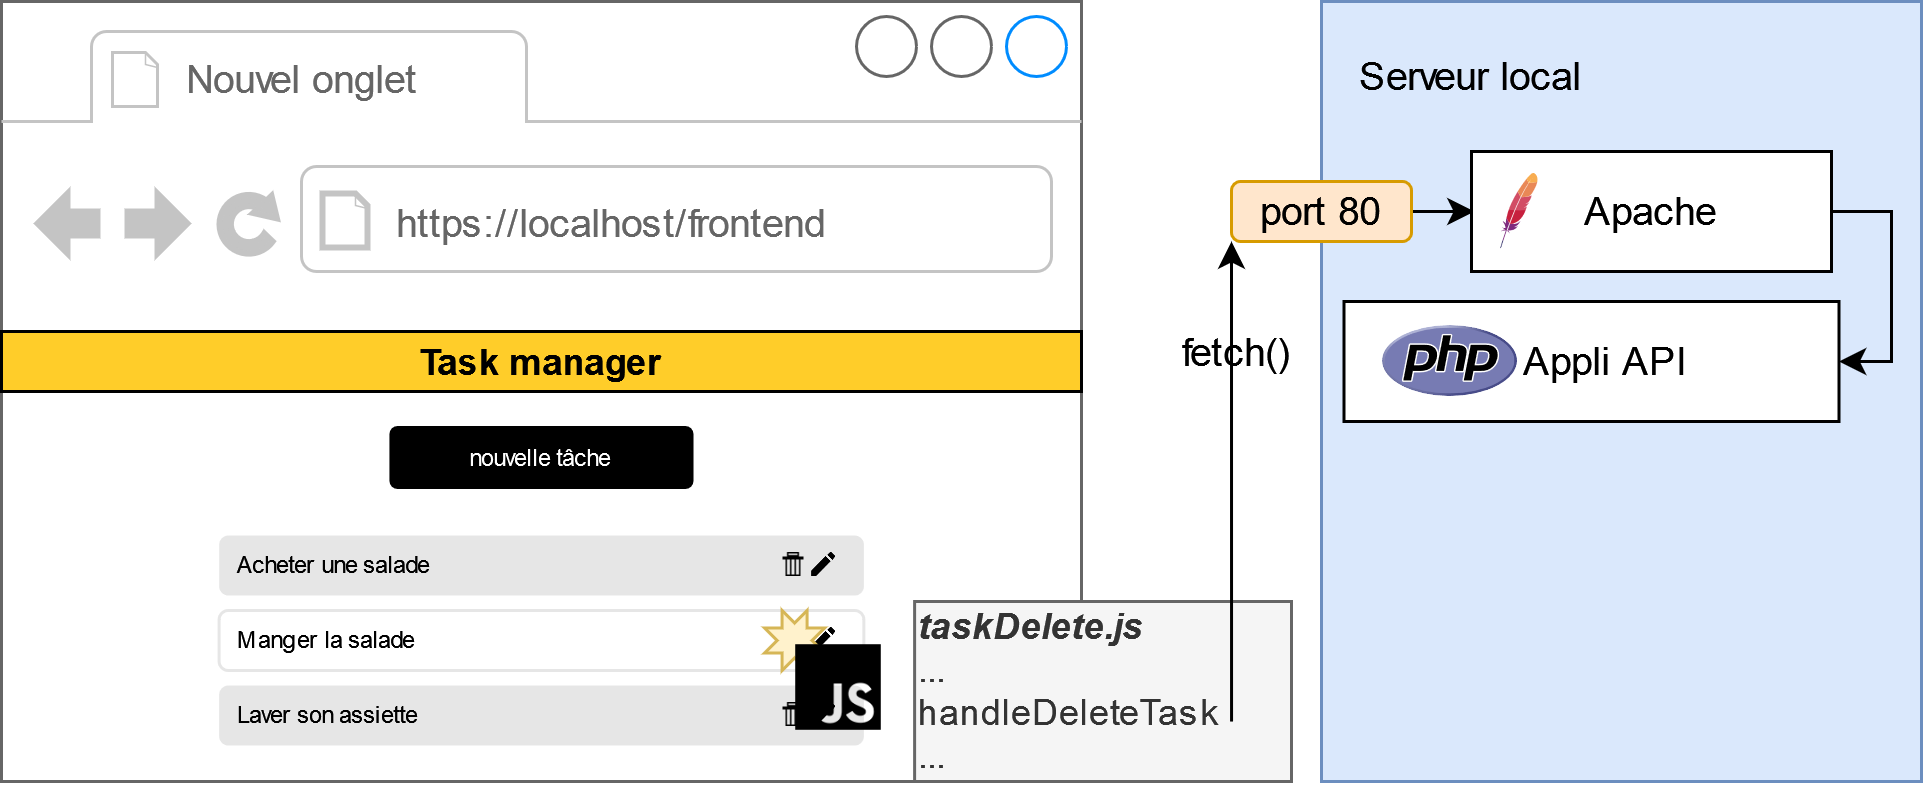 Nouvel onglet
https://localhost/frontend
Task manager
nouvelle tâche
Acheter une salade
Manger la salade
Laver son assiette
JS
taskDelete.js
...
handleDeleteTask
...
fetch()
port 80
Serveur local
Apache
php Appli API